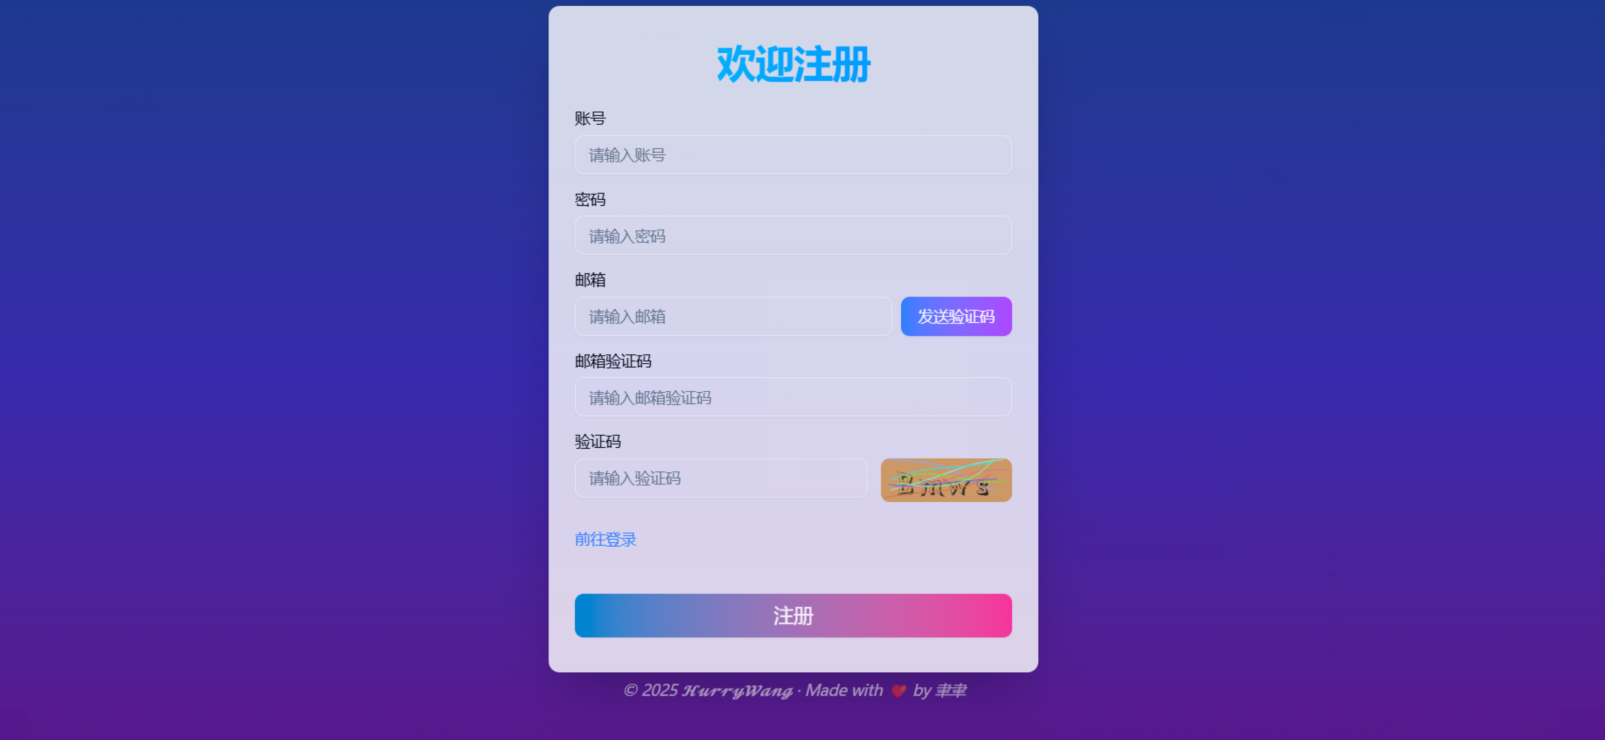 欢迎注册
账号
请输入账号
密码
请输入密码
邮箱
请输入邮箱 发送验证码
邮箱验证码
请输入邮箱验证码
验证码
请输入验证码 Bmws
前往登录
注册
© 2025 𝓗𝓾𝓻𝓻𝔂𝓦𝓪𝓷𝓰 · Made with ❤️ by 聿聿